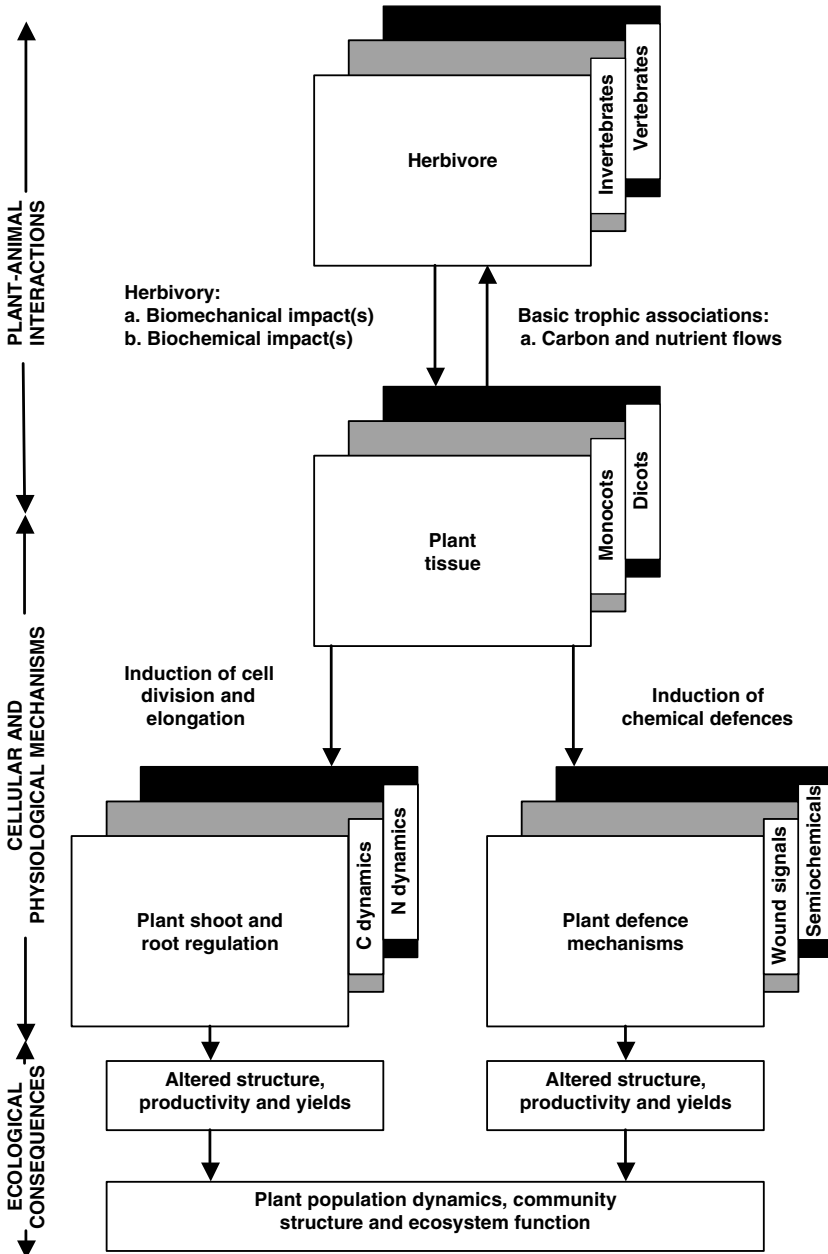 PLANT-ANIMAL
INTERACTIONS
Herbivore
Invertebrates
Vertebrates
Herbivory:
a. Biomechanical impact(s)
b. Biochemical impact(s)
Basic trophic associations:
a. Carbon and nutrient flows
Plant
tissue
Monocots
Dicots
CELLULAR AND
PHYSIOLOGICAL MECHANISMS
Induction of cell
division and
elongation
Induction of
chemical defences
Plant shoot and
root regulation
C dynamics
N dynamics
Plant defence
mechanisms
Wound signals
Semiochemicals
ECOLOGICAL
CONSEQUENCES
Altered structure,
productivity and yields
Altered structure,
productivity and yields
Plant population dynamics, community
structure and ecosystem function